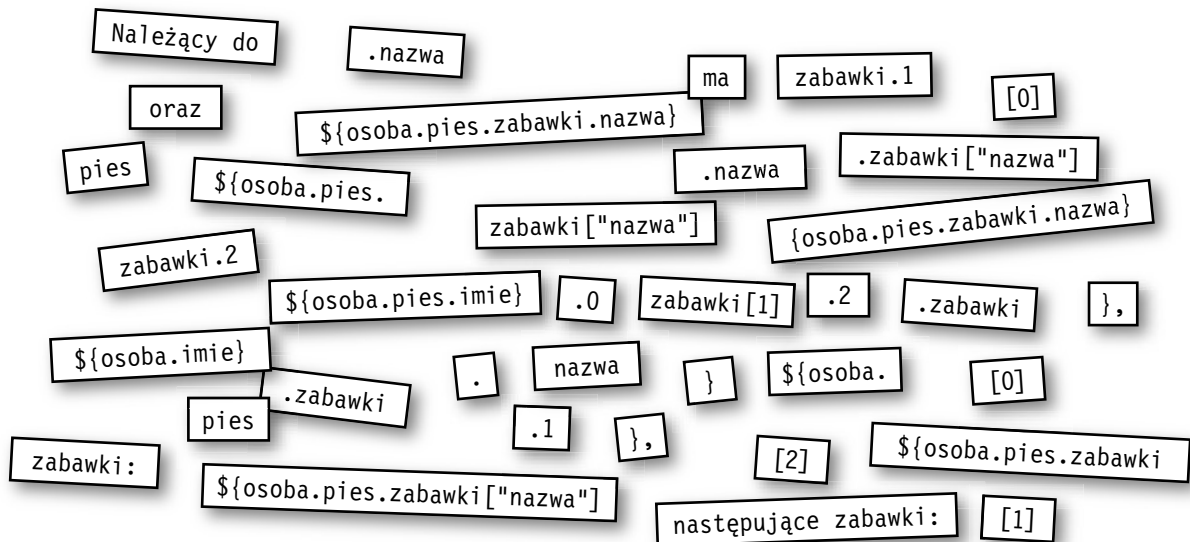 Należący do
.nazwa
ma
zabawki.1
[0]
oraz
${osoba.pies.zabawki.nazwa}
pies
${osoba.pies.
.nazwa
.zabawki["nazwa"]
zabawki["nazwa"]
{osoba.pies.zabawki.nazwa}
zabawki.2
${osoba.pies.imie}
.0
zabawki[1]
.2
.zabawki
},
${osoba.imie}
.zabawki
.
nazwa
}
${osoba.
[0]
pies
.1
},
zabawki:
[2]
${osoba.pies.zabawki
${osoba.pies.zabawki["nazwa"]
następujące zabawki:
[1]